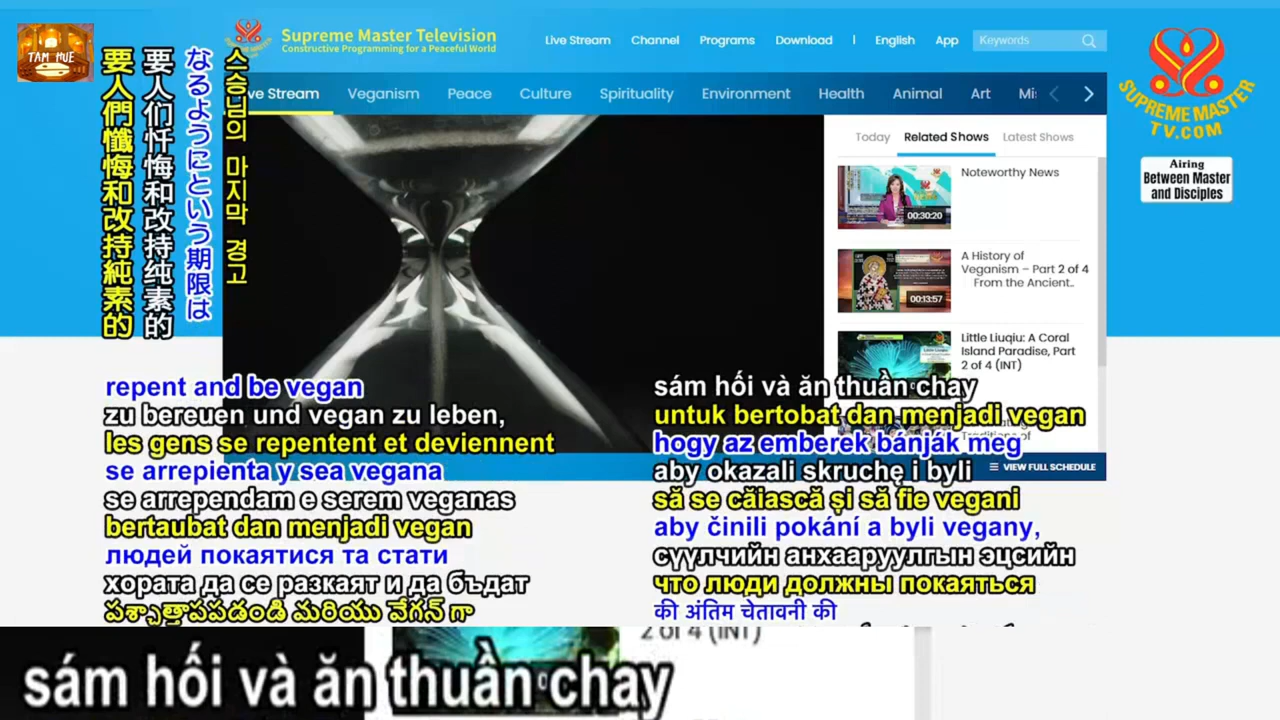 TAM HUE
Supreme Master Television
Constructive Programming for a Peaceful World
Live Stream Channel Programs Download | English App Keywords
SUPREME MASTER
TV.COM
Airing
Between Master
and Disciples
ve Stream Veganism Peace Culture Spirituality Environment Health Animal Art Mi
Today Related Shows Latest Shows
Noteworthy News
00:30:20
A History of
Veganism – Part 2 of 4
From the Ancient..
00:13:57
Little Liuqiu: A Coral
Island Paradise, Part
2 of 4 (INT)
VIEW FULL SCHEDULE
要人們懺悔和改持純素的
要人们忏悔和改持纯素的
なるようにという期限は
스승님의 마지막 경고
repent and be vegan
zu bereuen und vegan zu leben,
les gens se repentent et deviennent
se arrepienta y sea vegana
se arrependam e serem veganas
bertaubat dan menjadi vegan
людей покаятися та стати
хората да се разкаят и да бъдат
పశ్చాత్తాపపడండి మరియు వేగన్ గా
sám hối và ăn thuần chay
untuk bertobat dan menjadi vegan
hogy az emberek bánják meg
aby okazali skruchę i byli
să se căiască și să fie vegani
aby činili pokání a byli vegany,
сүүлчийн анхааруулгын эцсийн
что люди должны покаяться
की अंतिम चेतावनी की
2 of 4 (INT)
sám hối và ăn thuần chay